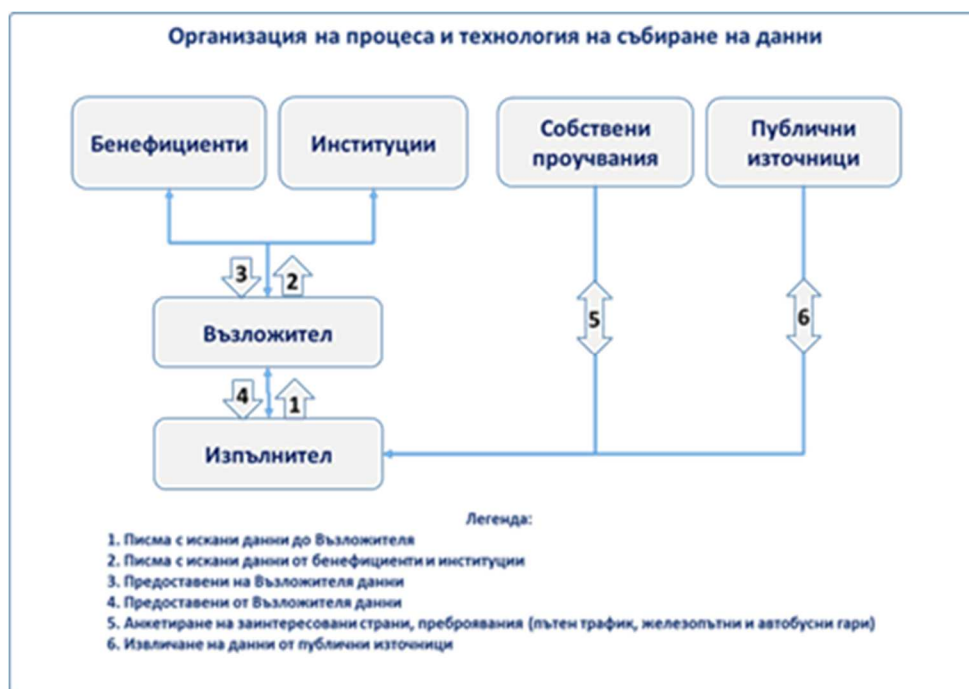 Организация на процеса и технология на събиране на данни
Бенефициенти
Институции
Собствени
проучвания
Публични
източници
3
2
5
6
Възложител
4
1
Изпълнител
Легенда:
1. Писма с искани данни до Възложителя
2. Писма с искани данни от бенефициенти и институции
3. Предоставени на Възложителя данни
4. Предоставени от Възложителя данни
5. Анкетиране на заинтересовани страни, преброявания (пътен трафик, железопътни и автобусни гари)
6. Извличане на данни от публични източници